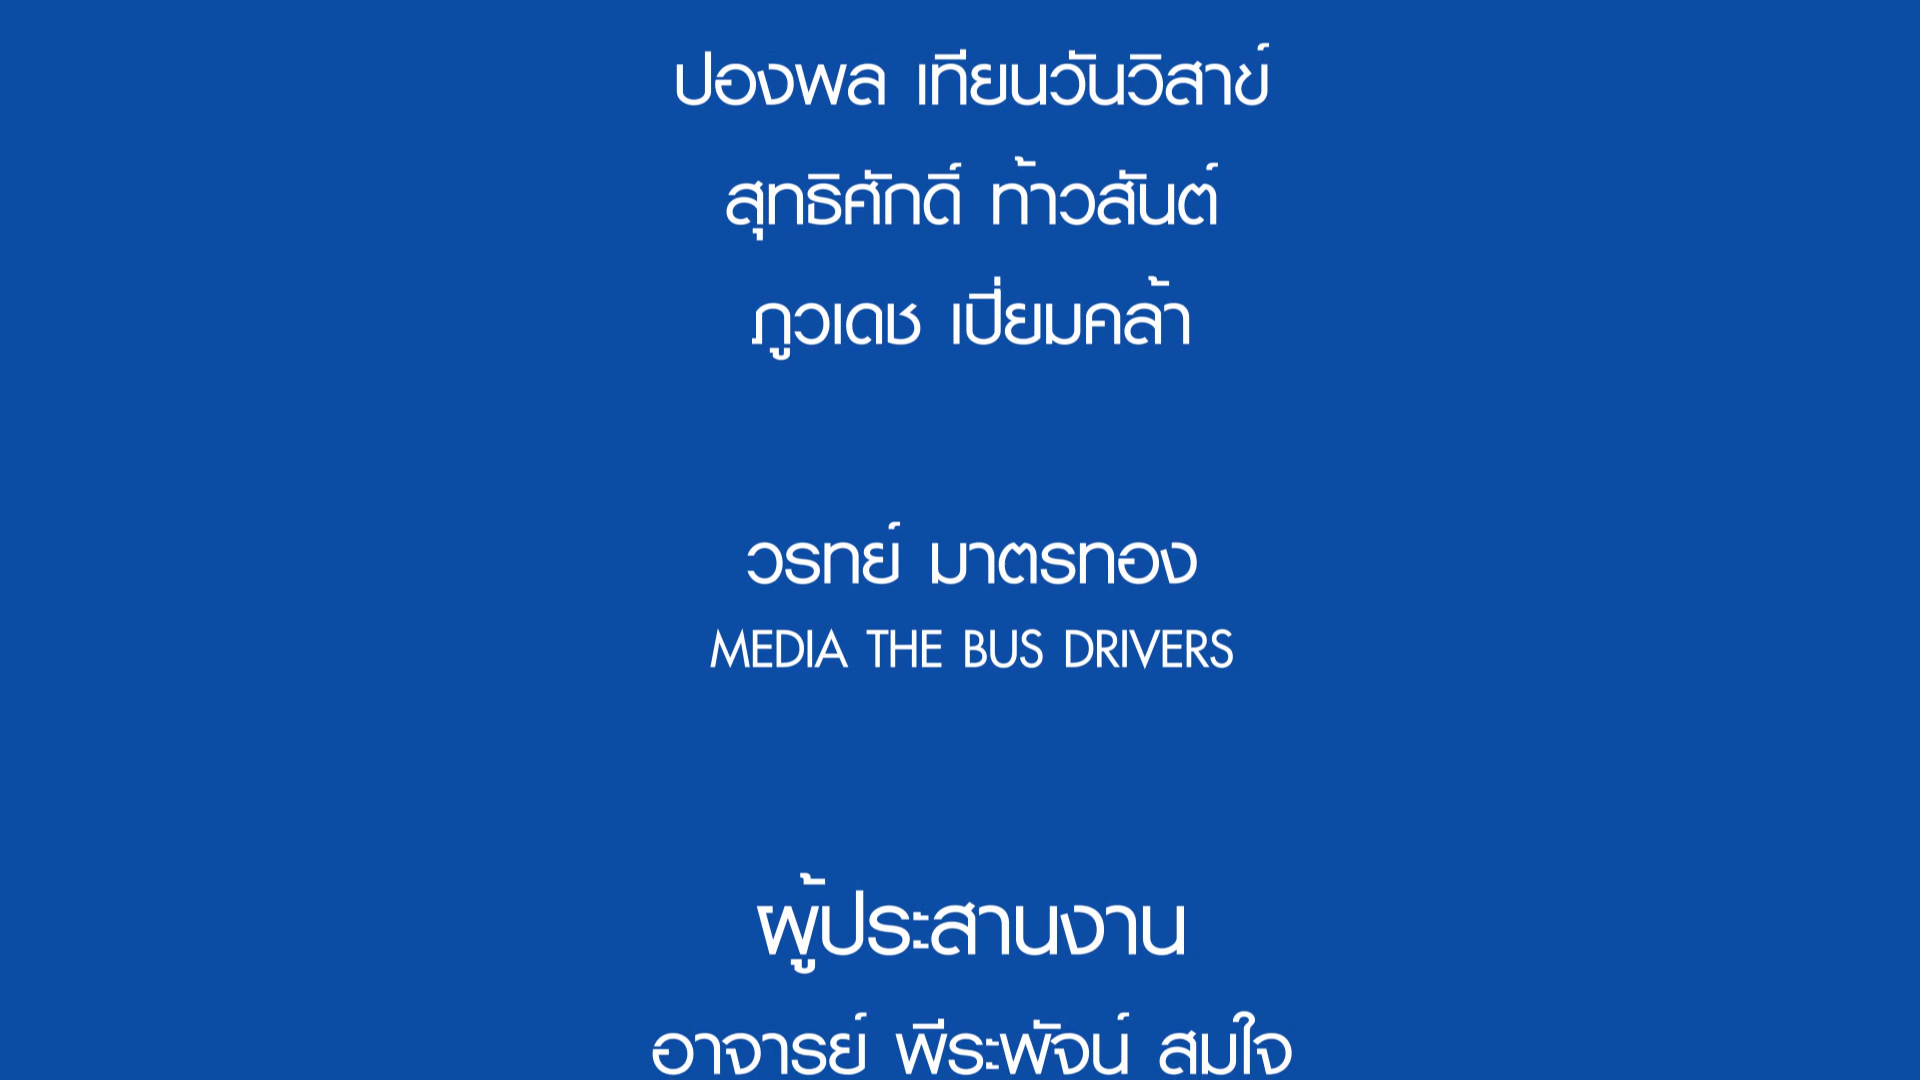 ปองพล เทียนวันวิสาข์
สุทธิศักดิ์ ท้าวสันต์
ภูวเดช เปี่ยมคล้า
วรทย์ มาตรทอง
MEDIA THE BUS DRIVERS
ผู้ประสานงาน
อาจารย์ พีระพัจน์ สมใจ